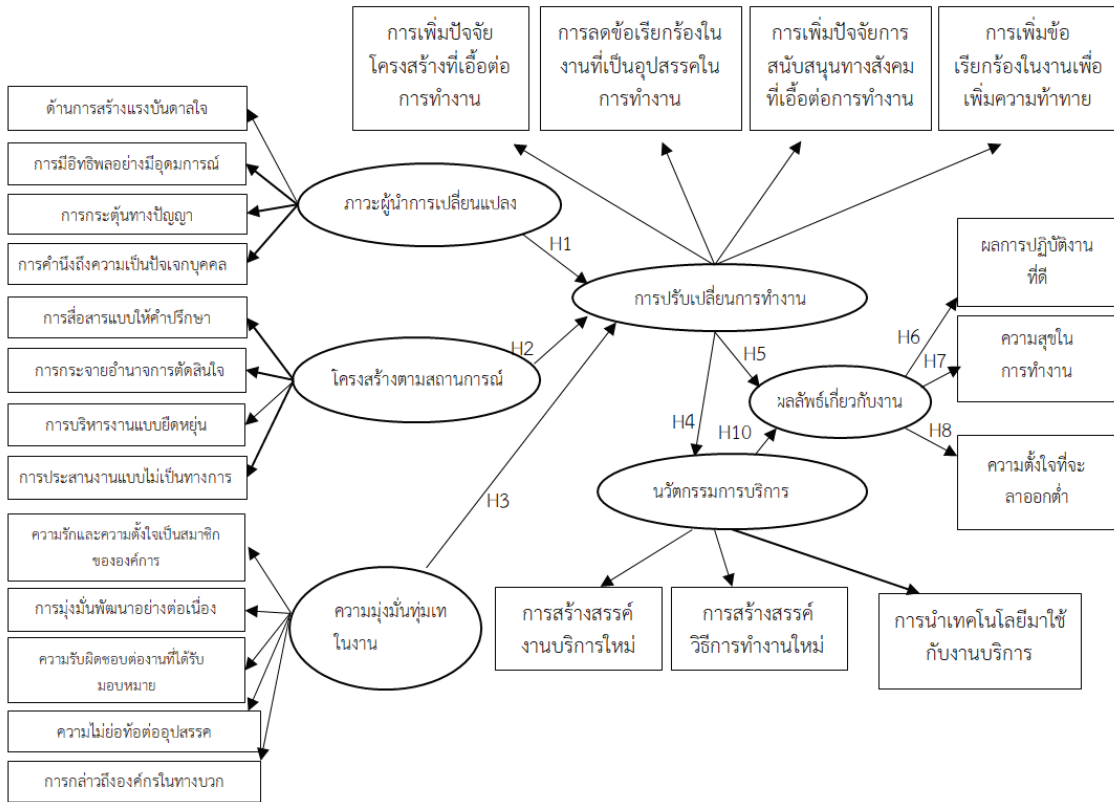 การเพิ่มปัจจัย
โครงสร้างที่เอื้อต่อ
การทำงาน
การลดข้อเรียกร้องใน
งานที่เป็นอุปสรรคใน
การทำงาน
การเพิ่มปัจจัยการ
สนับสนุนทางสังคม
ที่เอื้อต่อการทำงาน
การเพิ่มข้อ
เรียกร้องในงานเพื่อ
เพิ่มความท้าทาย
ด้านการสร้างแรงบันดาลใจ
การมีอิทธิพลอย่างมีอุดมการณ์
การกระตุ้นทางปัญญา
การคำนึงถึงความเป็นปัจเจกบุคคล
ภาวะผู้นำการเปลี่ยนแปลง
H1
การปรับเปลี่ยนการทำงาน
การสื่อสารแบบให้คำปรึกษา
การกระจายอำนาจการตัดสินใจ
การบริหารงานแบบยืดหยุ่น
การประสานงานแบบไม่เป็นทางการ
โครงสร้างตามสถานการณ์
H2
H5
H4
H10
ผลลัพธ์เกี่ยวกับงาน
H6
H7
H8
ผลการปฏิบัติงาน
ที่ดี
ความสุขใน
การทำงาน
ความตั้งใจที่จะ
ลาออกต่ำ
นวัตกรรมการบริการ
H3
ความรักและความตั้งใจเป็นสมาชิก
ขององค์การ
การมุ่งมั่นพัฒนาอย่างต่อเนื่อง
ความรับผิดชอบต่องานที่ได้รับ
มอบหมาย
ความไม่ย่อท้อต่ออุปสรรค
การกล่าวถึงองค์กรในทางบวก
ความมุ่งมั่นทุ่มเท
ในงาน
การสร้างสรรค์
งานบริการใหม่
การสร้างสรรค์
วิธีการทำงานใหม่
การนำเทคโนโลยีมาใช้
กับงานบริการ